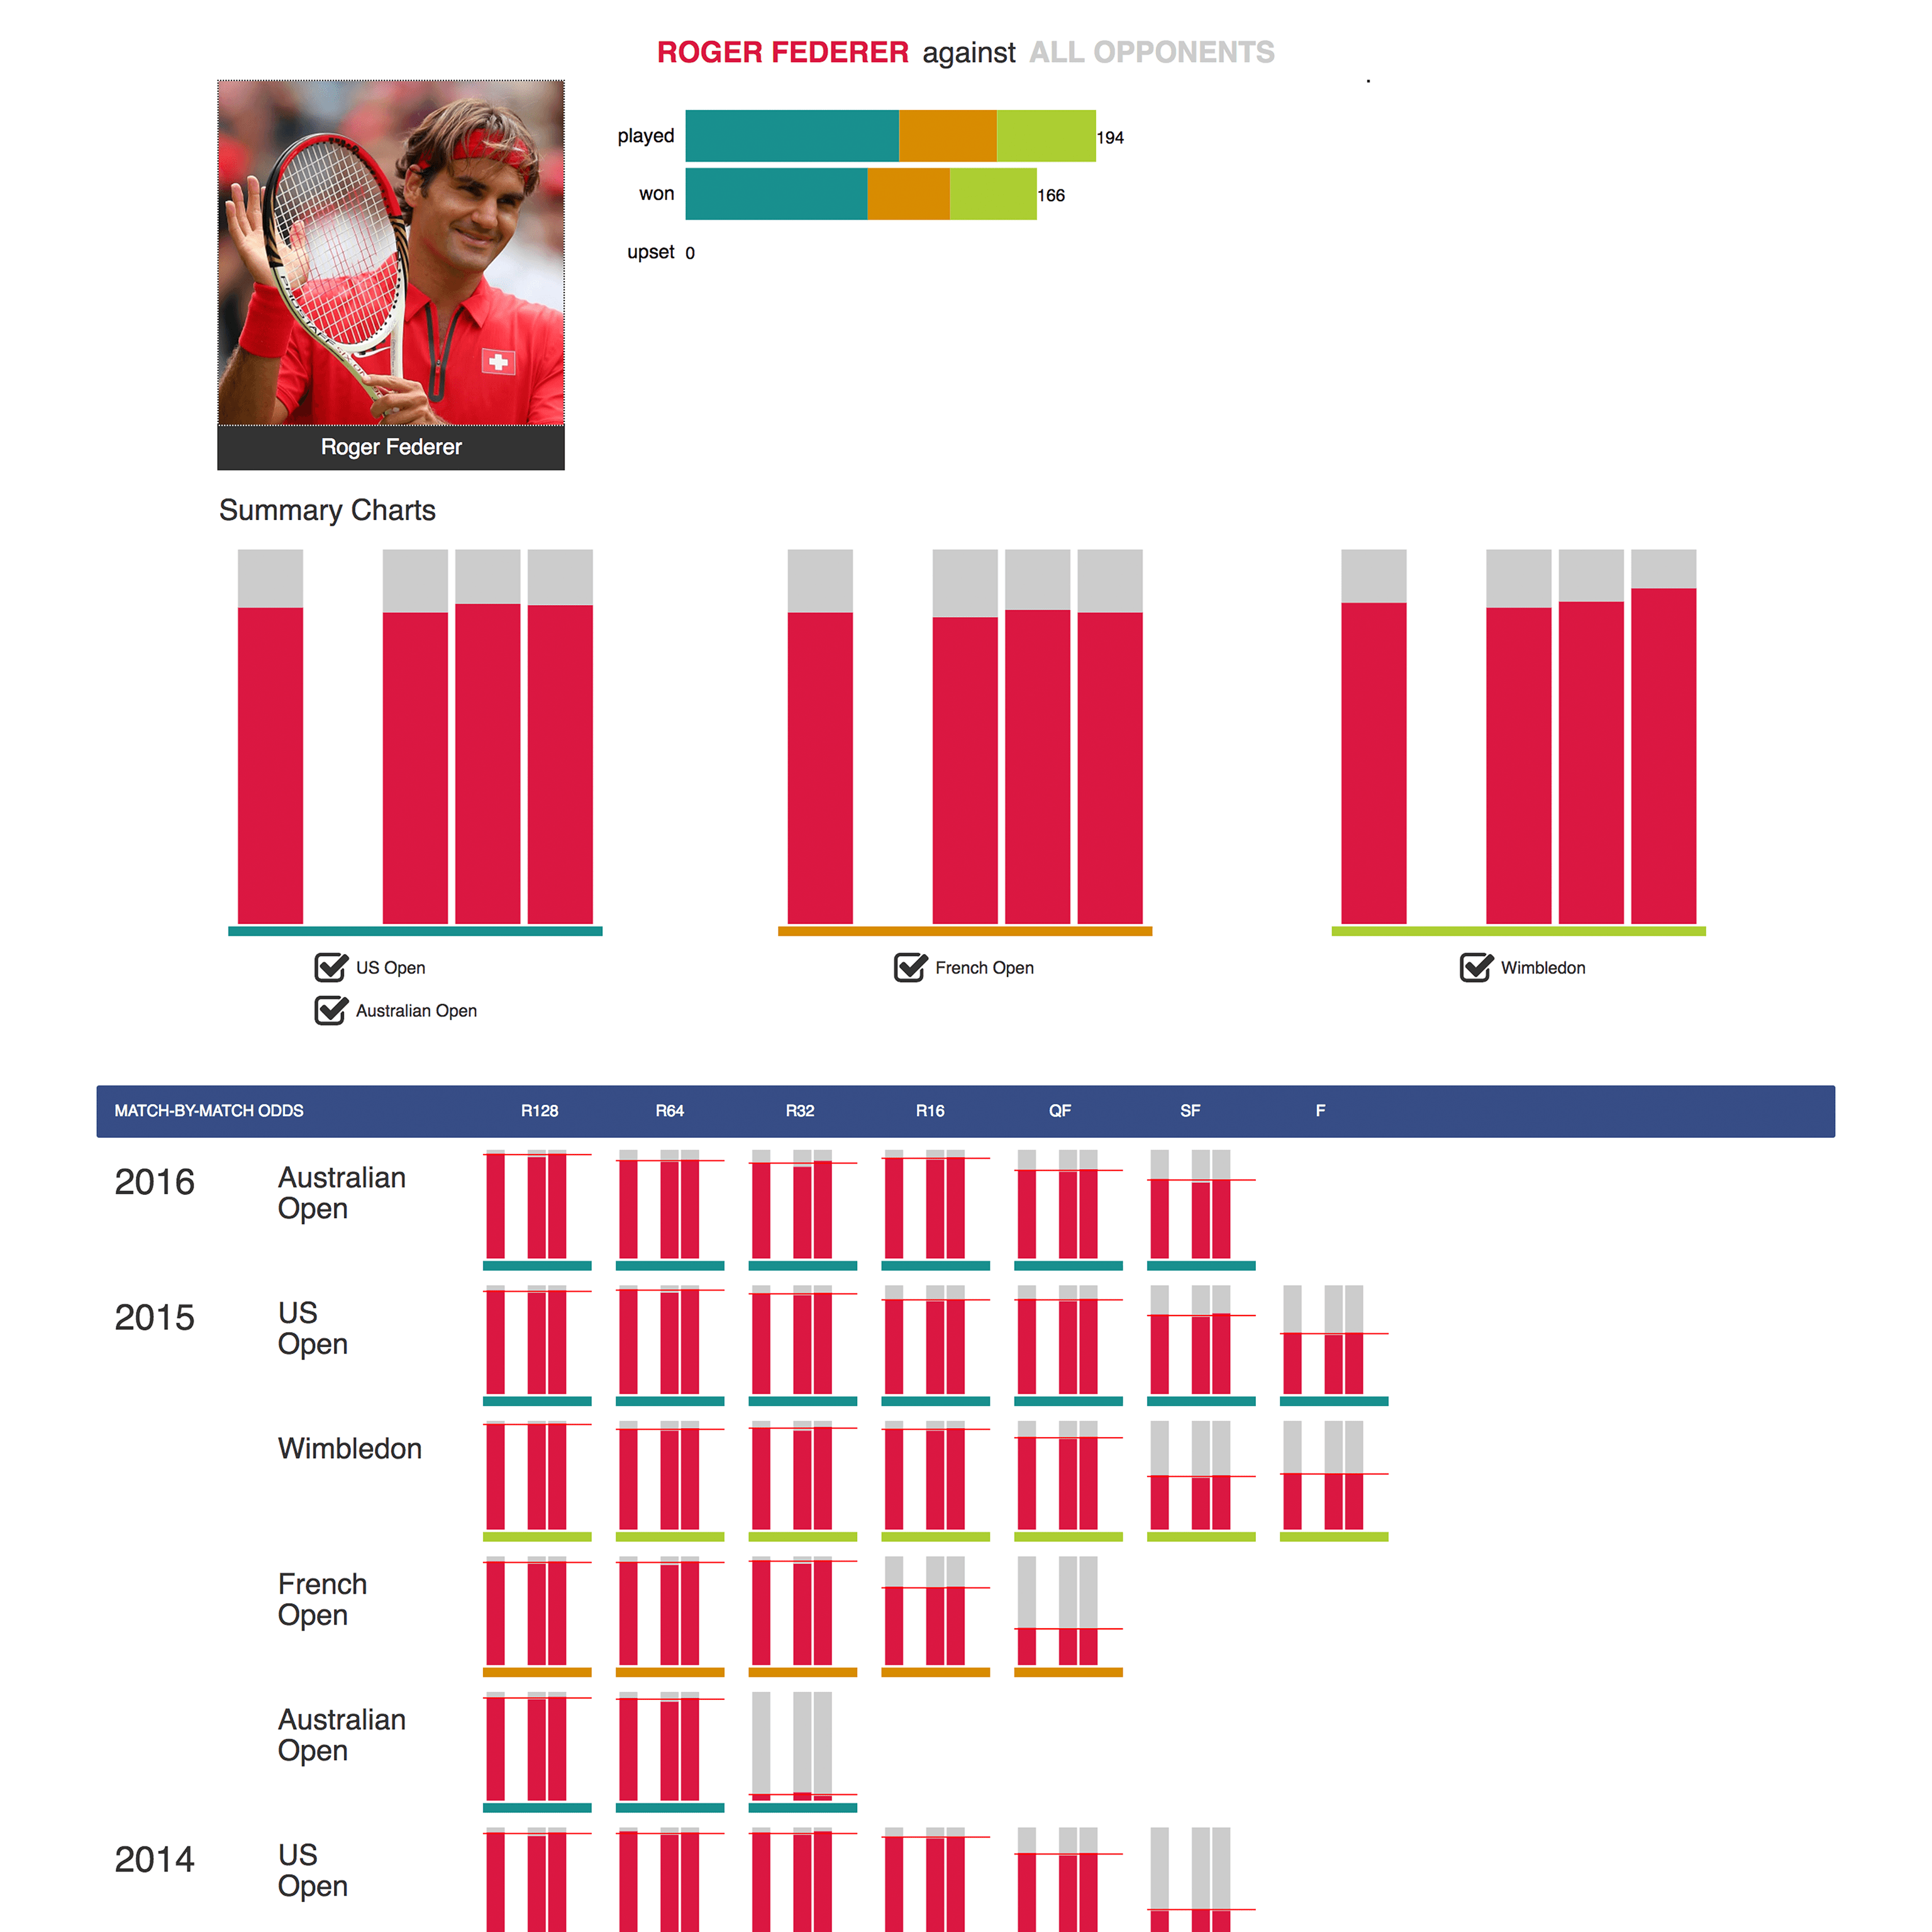 ROGER FEDERER against ALL OPPONENTS
played 194
won 166
upset 0
Roger Federer
Summary Charts
US Open
French Open
Wimbledon
Australian Open
MATCH-BY-MATCH ODDS R128 R64 R32 R16 QF SF F
2016 Australian
Open
2015 US
Open
Wimbledon
French
Open
Australian
Open
2014 US
Open